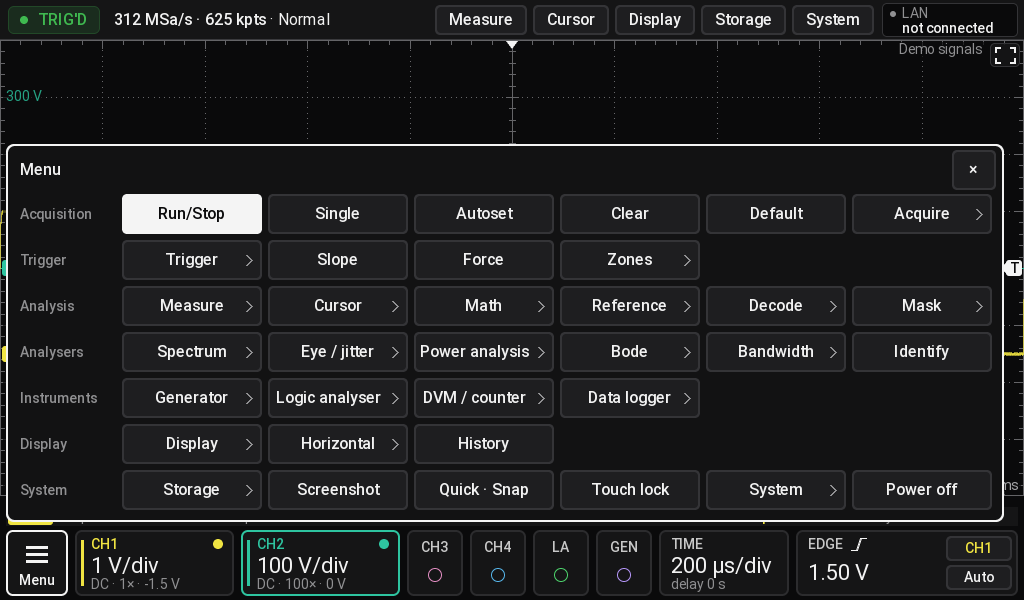 TRIG'D 312 MSa/s · 625 kpts · Normal Measure Cursor Display Storage System LAN
not connected
Demo signals
300 V
Menu ×
Acquisition Run/Stop Single Autoset Clear Default Acquire
Trigger Trigger Slope Force Zones
T
Analysis Measure Cursor Math Reference Decode Mask
Analysers Spectrum Eye / jitter Power analysis Bode Bandwidth Identify
Instruments Generator Logic analyser DVM / counter Data logger
Display Display Horizontal History
System Storage Screenshot Quick · Snap Touch lock System Power off
ms
CH1 CH2 CH3 CH4 LA GEN TIME EDGE CH1
1 V/div 100 V/div 200 µs/div 1.50 V
Menu DC · 1× · -1.5 V DC · 100× · 0 V delay 0 s Auto